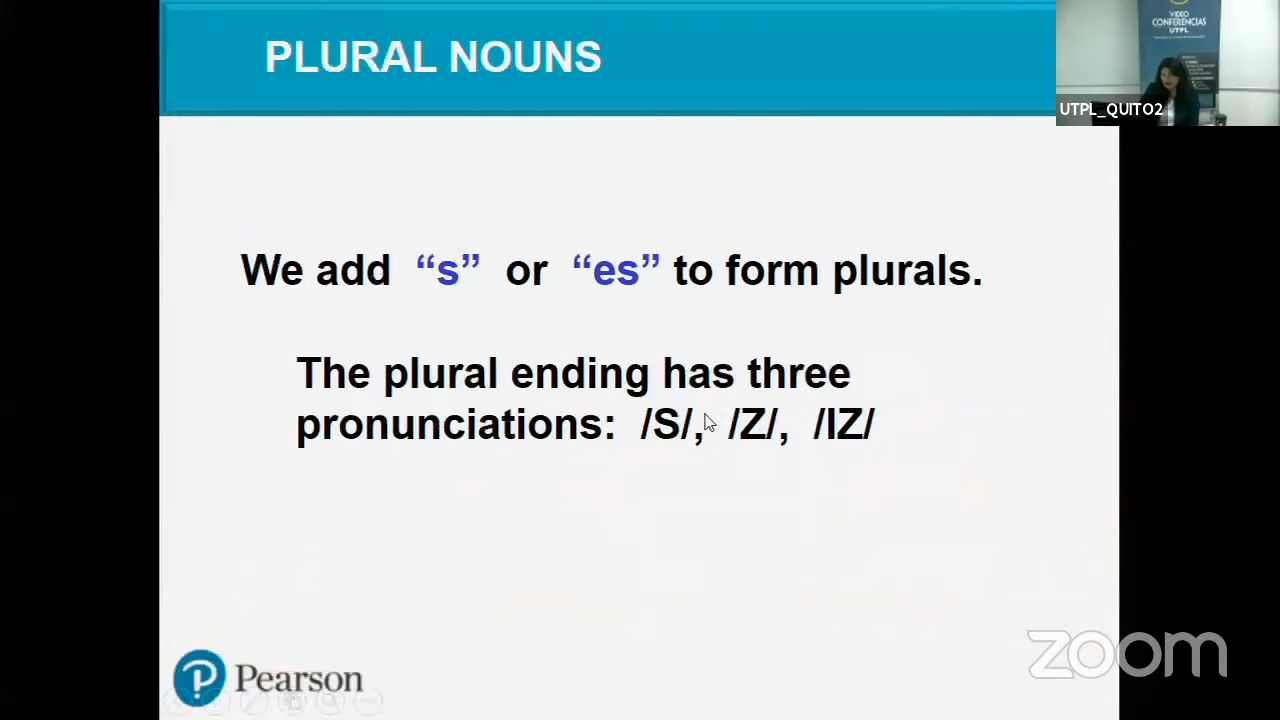 PLURAL NOUNS
We add “s” or “es” to form plurals.
The plural ending has three
pronunciations: /S/, /Z/, /IZ/
Pearson
VIDEO
CONFERENCIAS
UTPL
UTPL_QUITO2
zoom